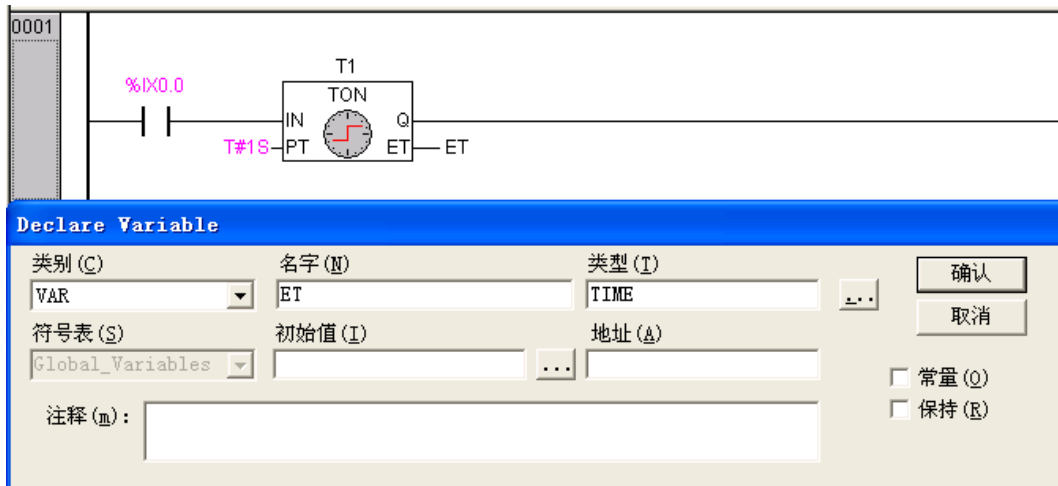 0001
T1
%IX0.0
TON
IN
Q
T#1S
PT
ET
ET
Declare Variable
类别(C) 名字(N) 类型(T)
VAR ET TIME ... 确认
取消
符号表(S) 初始值(I) 地址(A)
Global_Variables ...
常量(O)
注释(m): 保持(R)